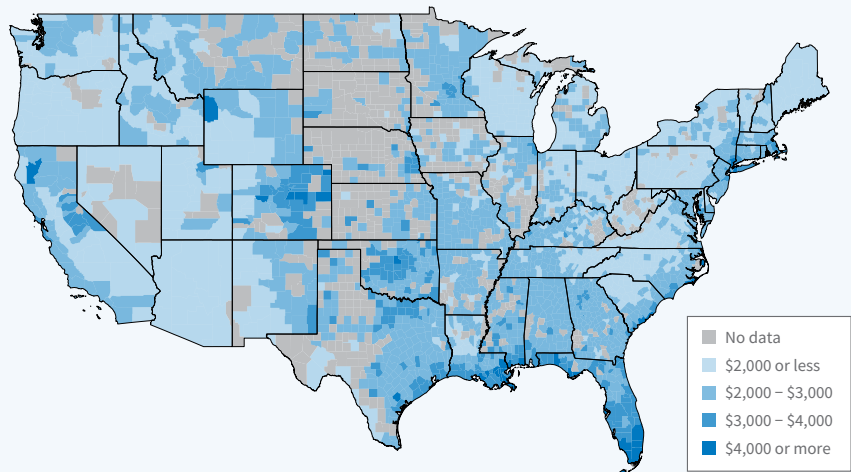 No data
$2,000 or less
$2,000 – $3,000
$3,000 – $4,000
$4,000 or more